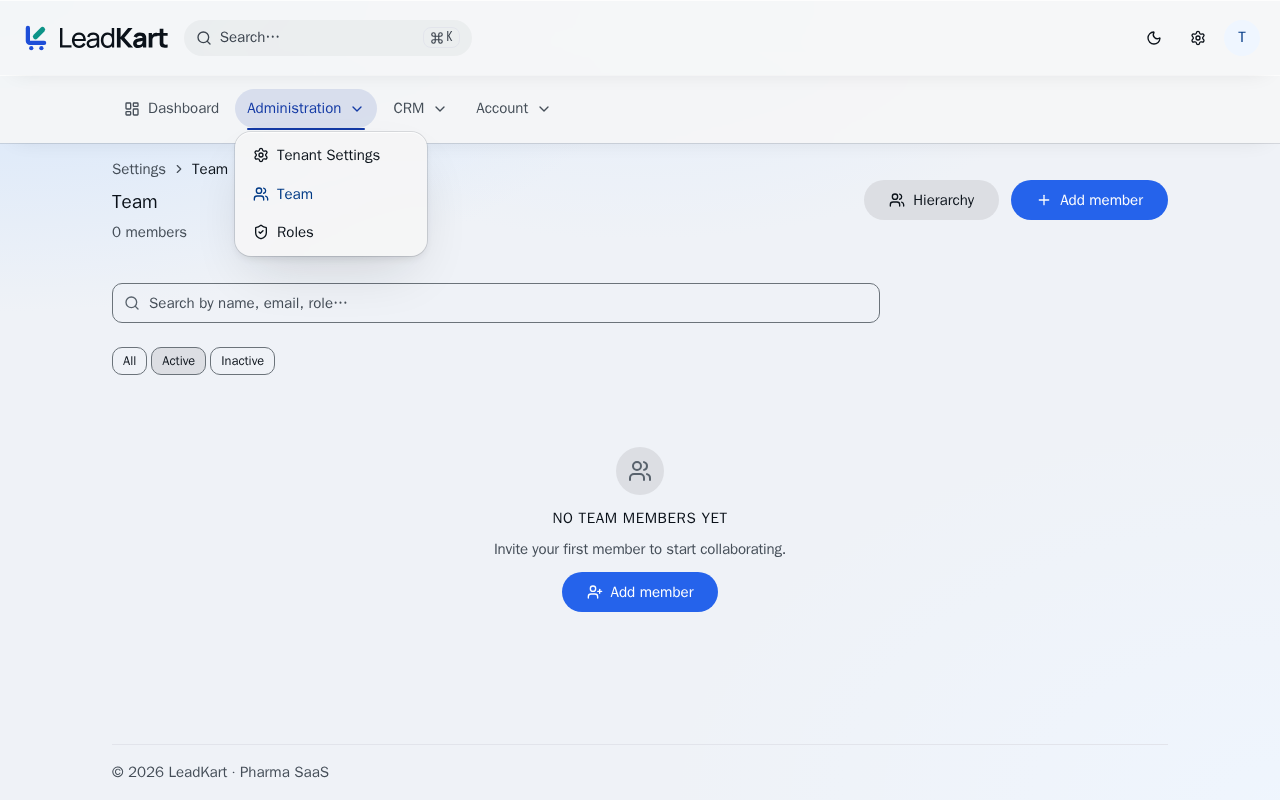 LeadKart
Search…
⌘ K
T
Dashboard
Administration
CRM
Account
Tenant Settings
Team
Roles
Settings
Team
Team
0 members
Hierarchy
Add member
Search by name, email, role…
All
Active
Inactive
NO TEAM MEMBERS YET
Invite your first member to start collaborating.
Add member
© 2026 LeadKart · Pharma SaaS